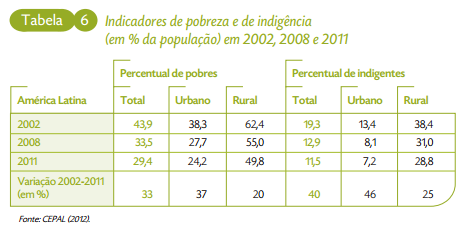 Tabela 6 Indicadores de pobreza e de indigência
(em % da população) em 2002, 2008 e 2011
Percentual de pobres Percentual de indigentes
América Latina Total Urbano Rural Total Urbano Rural
2002 43,9 38,3 62,4 19,3 13,4 38,4
2008 33,5 27,7 55,0 12,9 8,1 31,0
2011 29,4 24,2 49,8 11,5 7,2 28,8
Variação 2002-2011
(em %) 33 37 20 40 46 25
Fonte: CEPAL (2012).